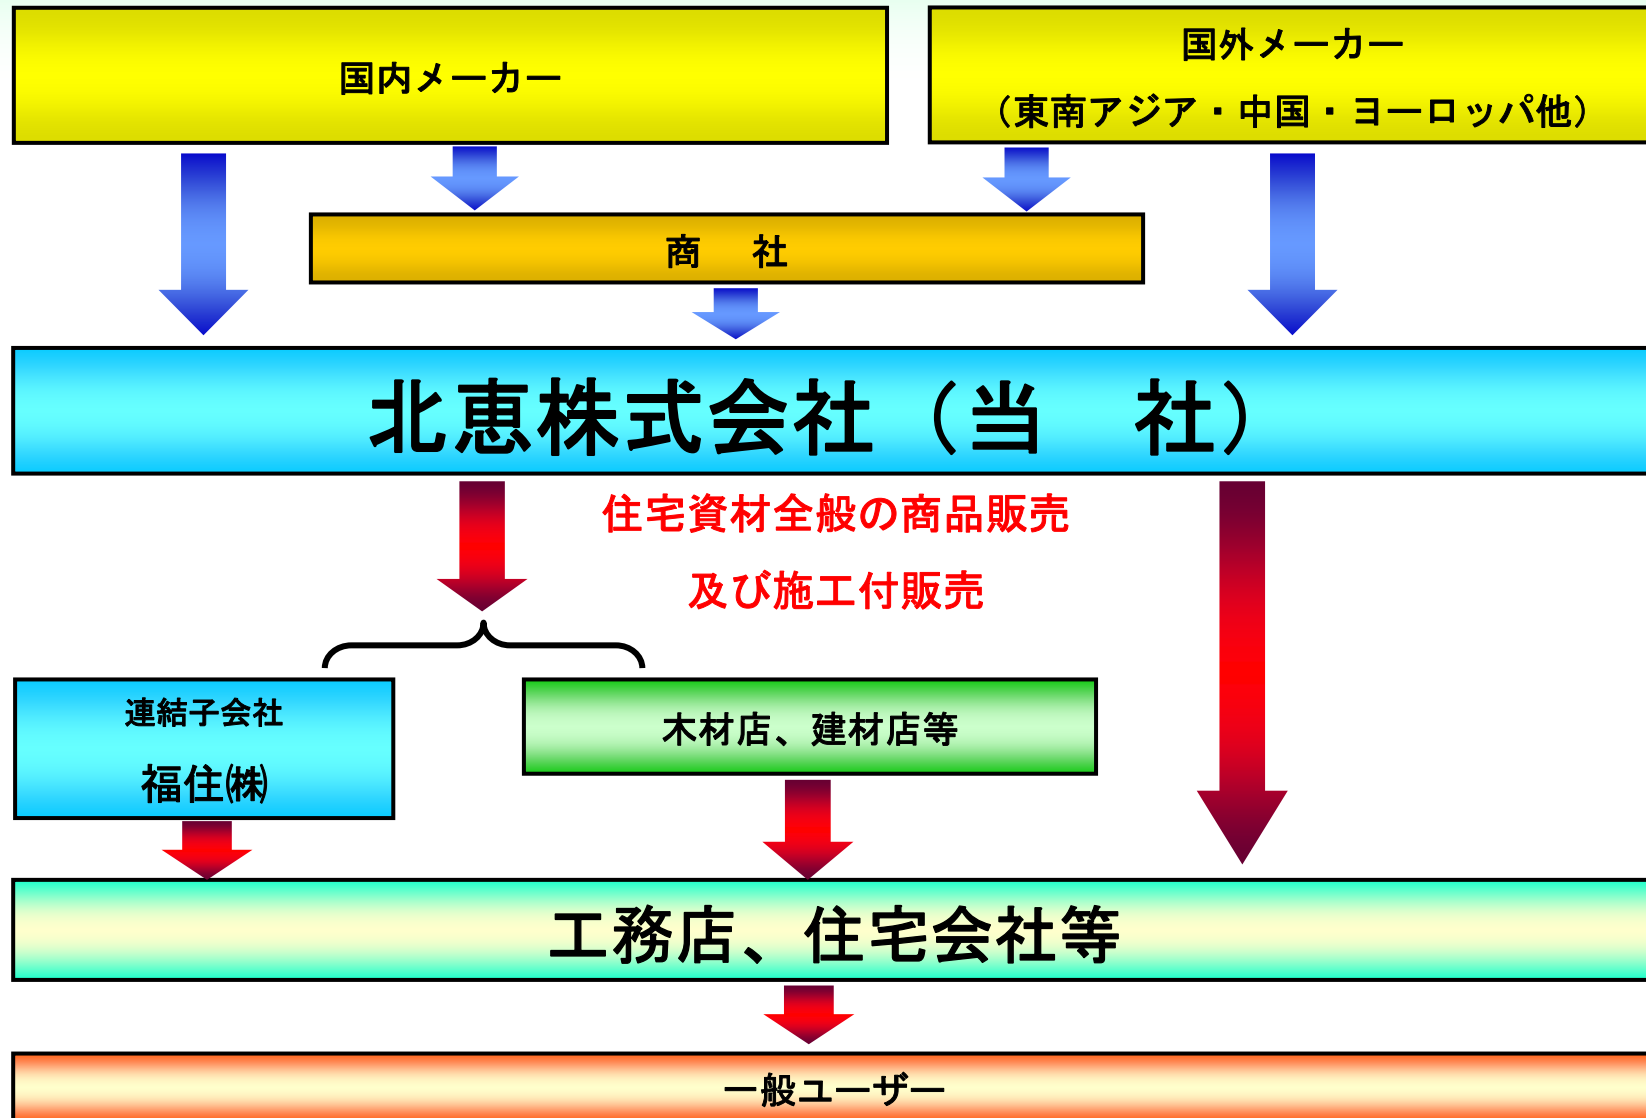 国内メーカー
国外メーカー
（東南アジア・中国・ヨーロッパ他）
商　社
北恵株式会社（当　社）
住宅資材全般の商品販売
及び施工付販売
連結子会社
福住㈱
木材店、建材店等
工務店、住宅会社等
一般ユーザー